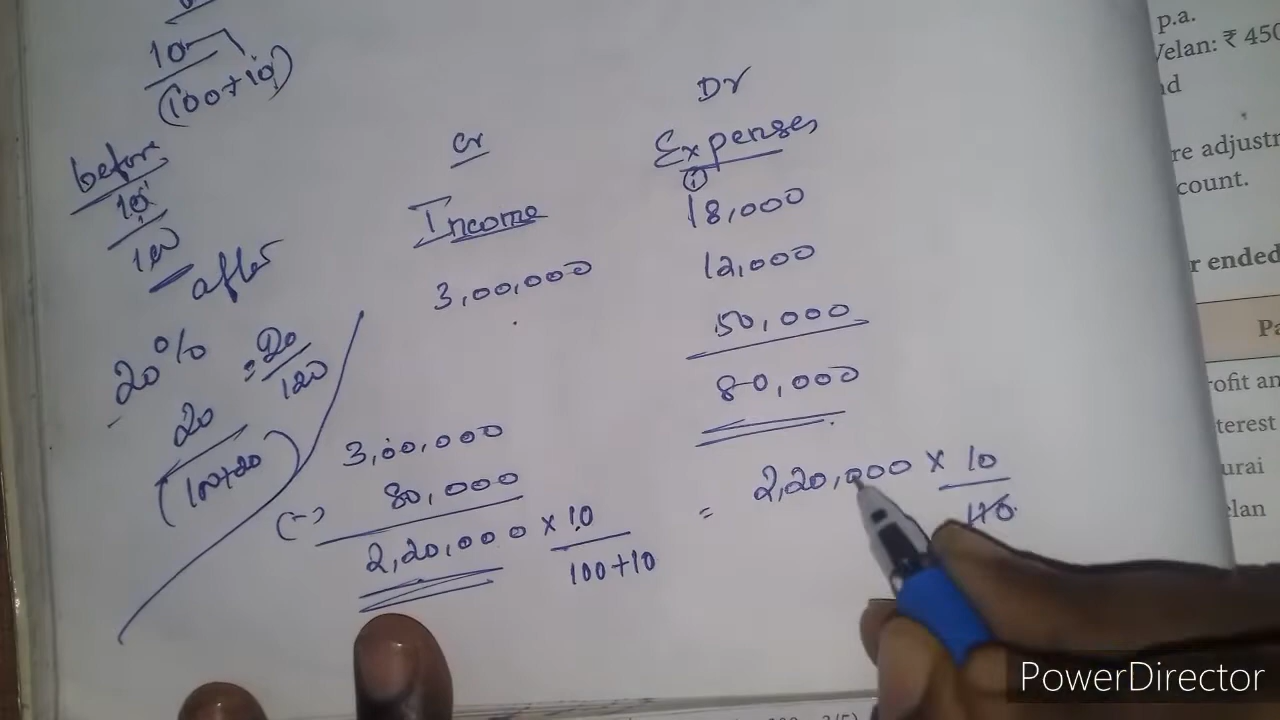 10
(100+10)
before
10
100
after
20%
= 20
120
20
(100+20)
Cr
Income
3,00,000
Dr
Expenses
1
18,000
12,000
50,000
80,000
3,00,000
(-) 80,000
2,20,000 × 10
100+10
= 2,20,000 × 10
110
p.a.
Velan: ₹ 450
nd
re adjustm
count.
r ended
Pa
rofit an
terest
urai
elan
PowerDirector